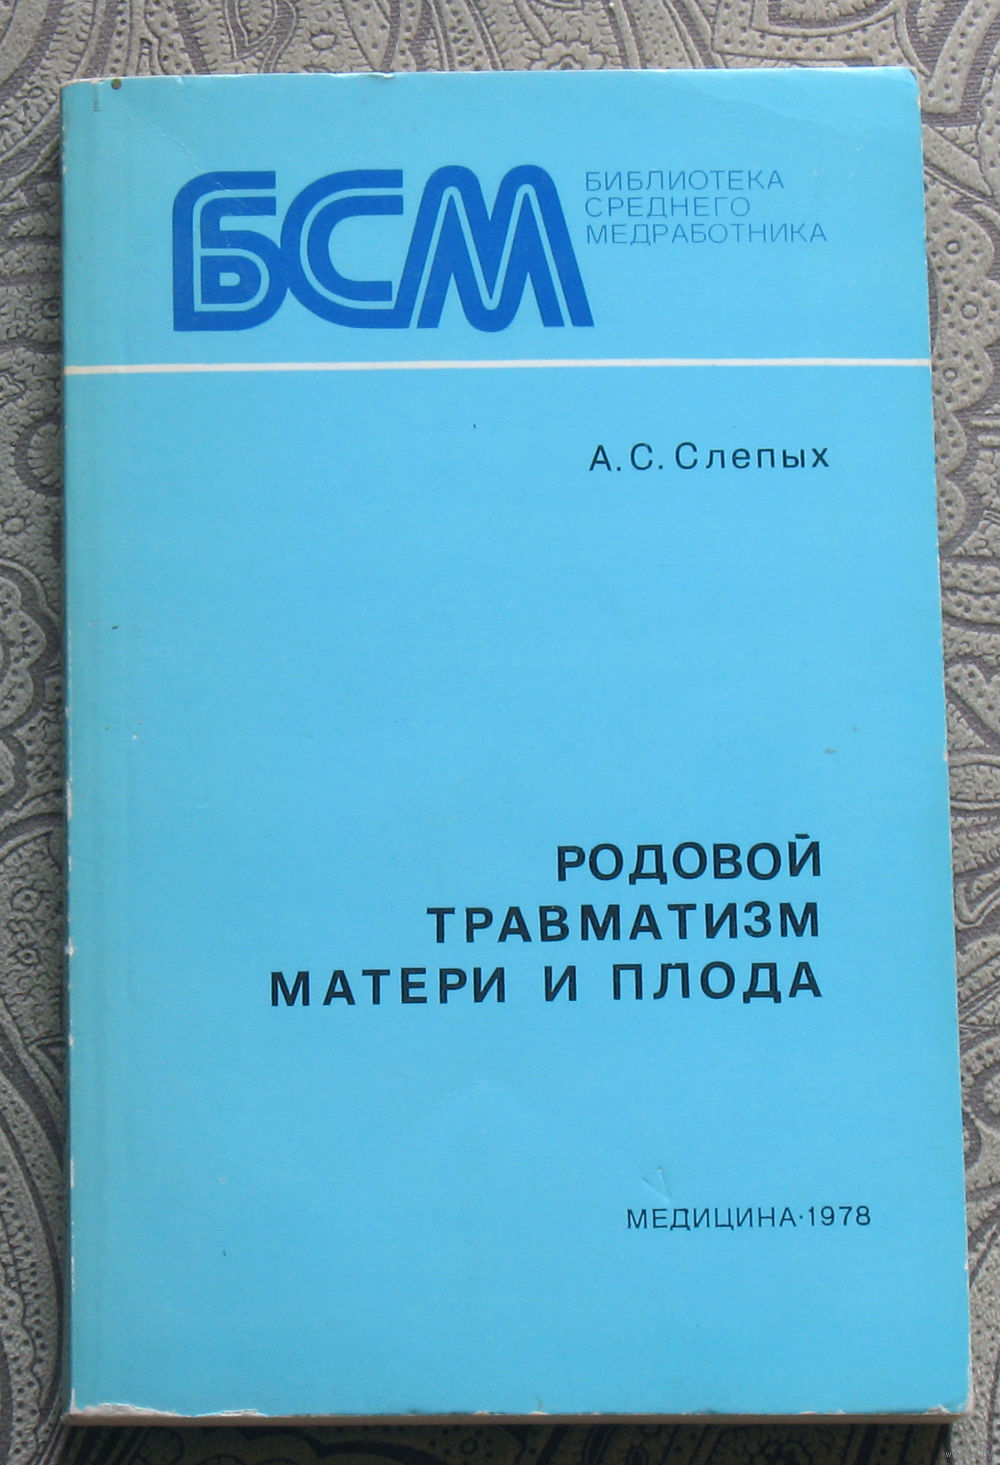 БСМ
БИБЛИОТЕКА
СРЕДНЕГО
МЕДРАБОТНИКА
А. С. Слепых
РОДОВОЙ
ТРАВМАТИЗМ
МАТЕРИ И ПЛОДА
МЕДИЦИНА·1978